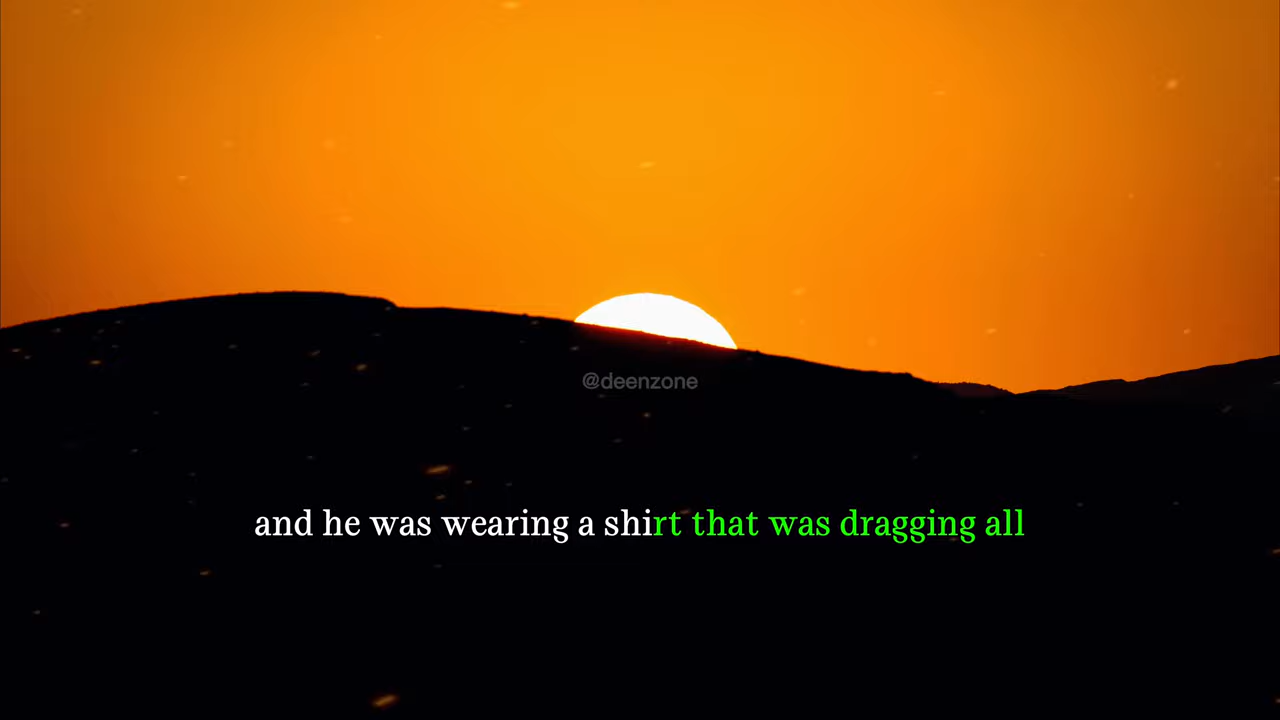 @deenzone
and he was wearing a shirt that was dragging all